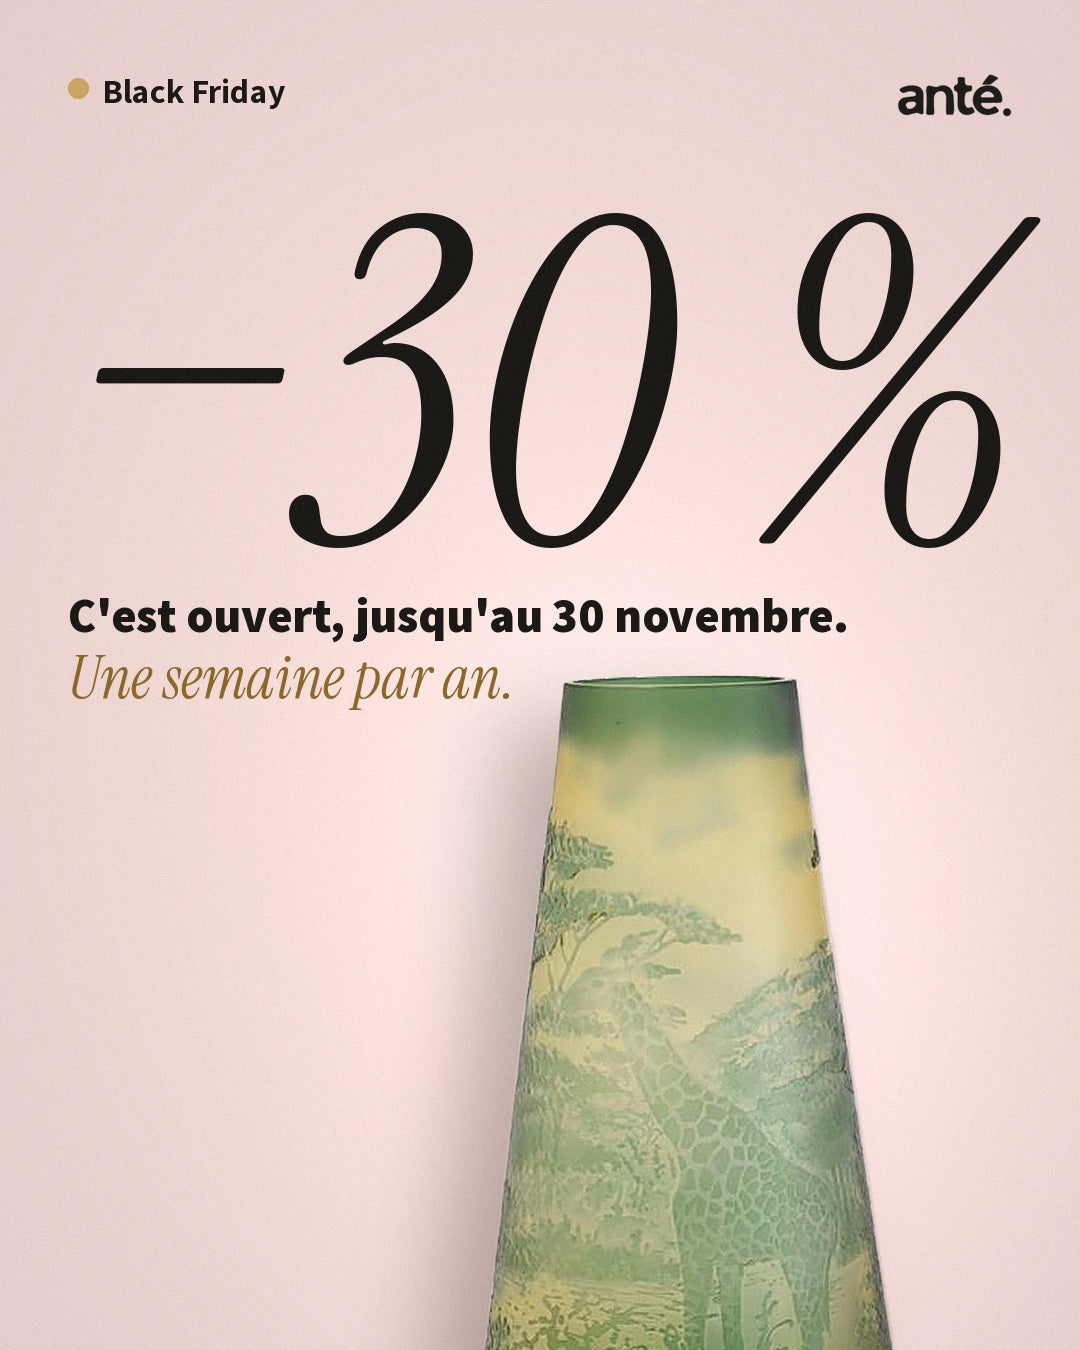 Black Friday
anté.
–30 %
C'est ouvert, jusqu'au 30 novembre.
Une semaine par an.